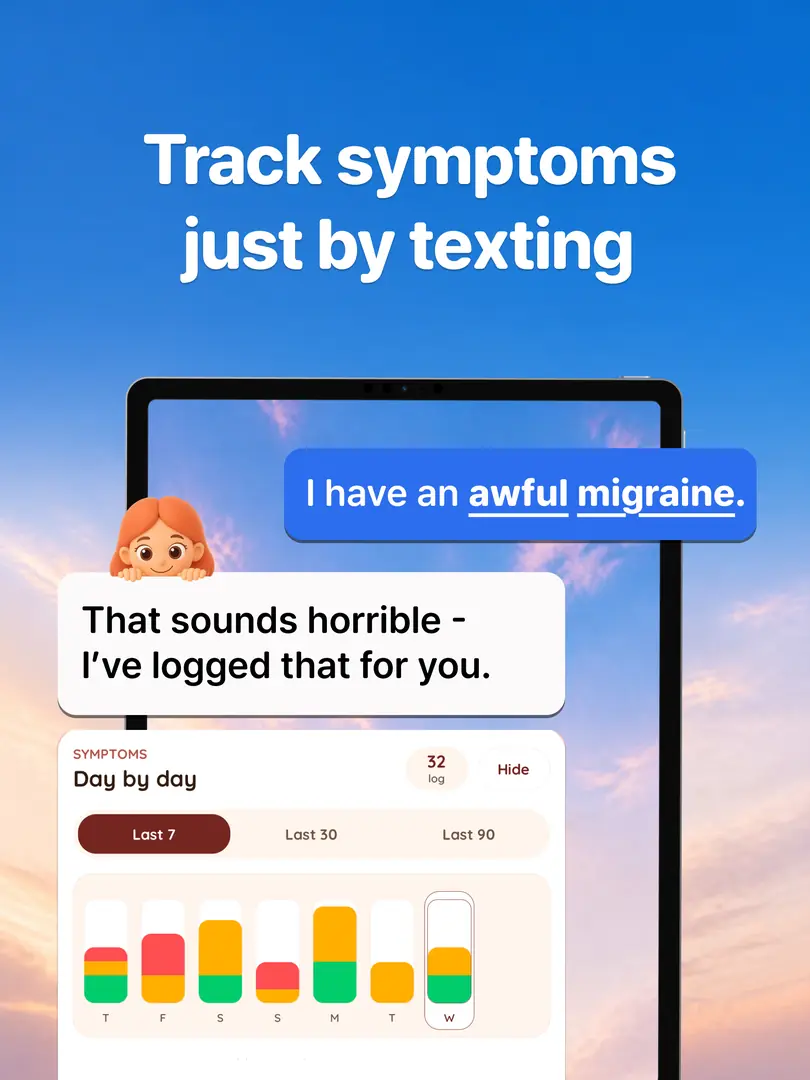 Track symptoms
just by texting
I have an awful migraine.
That sounds horrible -
I’ve logged that for you.
SYMPTOMS
Day by day
32
log
Hide
Last 7
Last 30
Last 90
T F S S M T W